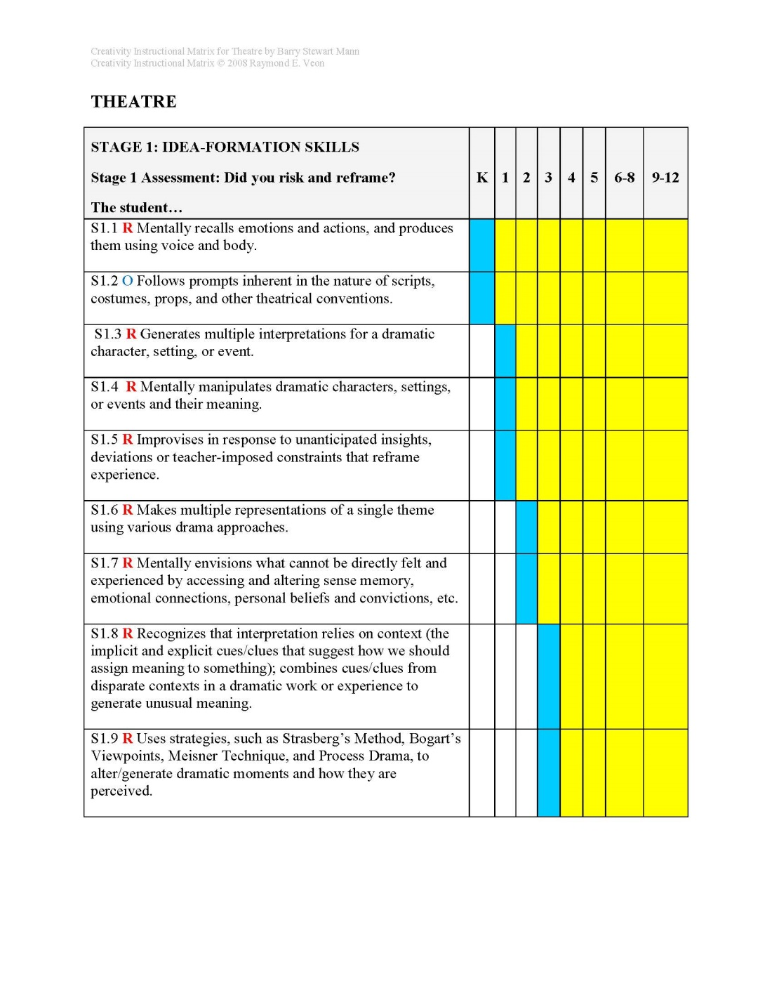 Creativity Instructional Matrix for Theatre by Barry Stewart Mann
Creativity Instructional Matrix © 2008 Raymond E. Veon
THEATRE
STAGE 1: IDEA-FORMATION SKILLS
Stage 1 Assessment: Did you risk and reframe?
The student…
K 1 2 3 4 5 6-8 9-12
S1.1 R Mentally recalls emotions and actions, and produces
them using voice and body.
S1.2 O Follows prompts inherent in the nature of scripts,
costumes, props, and other theatrical conventions.
S1.3 R Generates multiple interpretations for a dramatic
character, setting, or event.
S1.4 R Mentally manipulates dramatic characters, settings,
or events and their meaning.
S1.5 R Improvises in response to unanticipated insights,
deviations or teacher-imposed constraints that reframe
experience.
S1.6 R Makes multiple representations of a single theme
using various drama approaches.
S1.7 R Mentally envisions what cannot be directly felt and
experienced by accessing and altering sense memory,
emotional connections, personal beliefs and convictions, etc.
S1.8 R Recognizes that interpretation relies on context (the
implicit and explicit cues/clues that suggest how we should
assign meaning to something); combines cues/clues from
disparate contexts in a dramatic work or experience to
generate unusual meaning.
S1.9 R Uses strategies, such as Strasberg’s Method, Bogart’s
Viewpoints, Meisner Technique, and Process Drama, to
alter/generate dramatic moments and how they are
perceived.